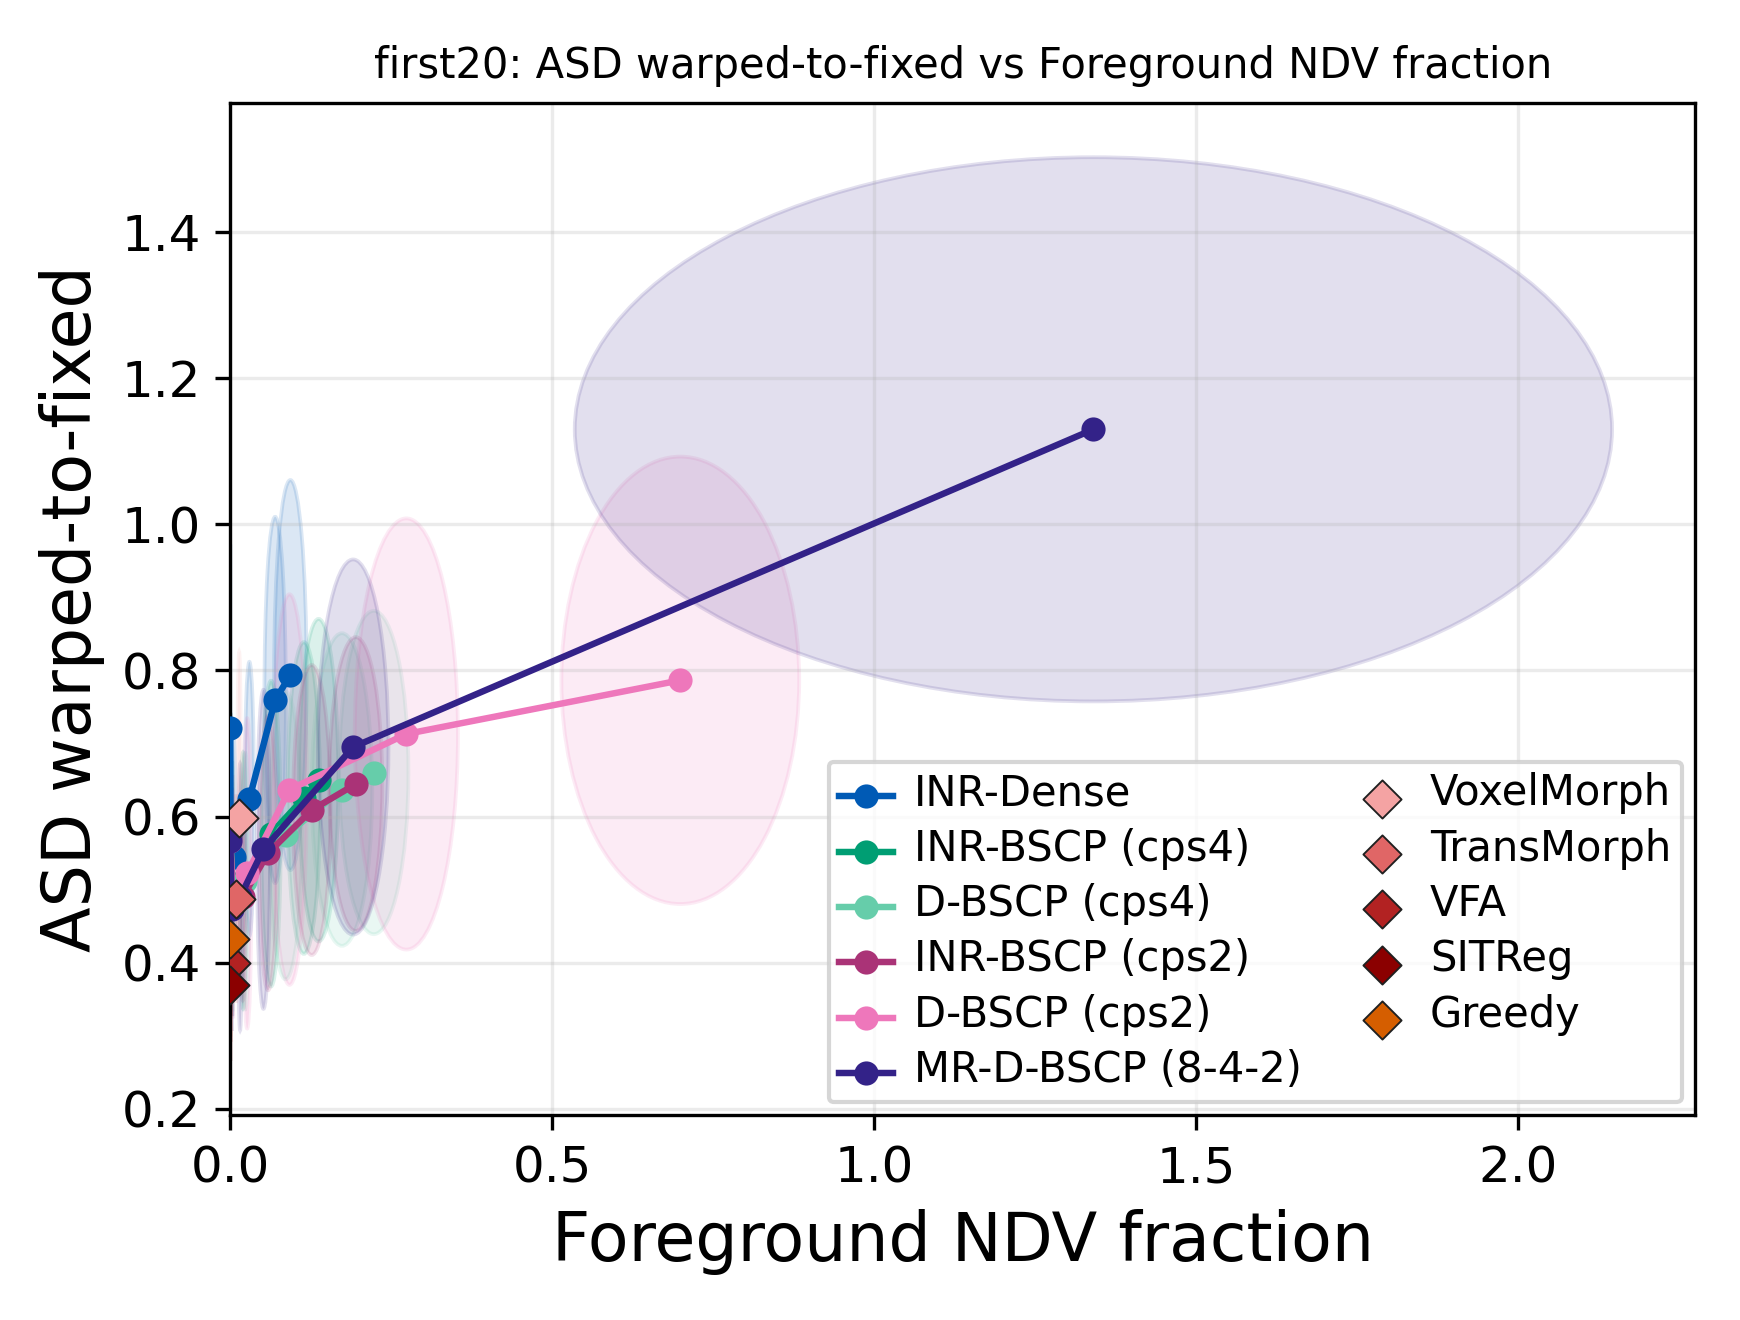 first20: ASD warped-to-fixed vs Foreground NDV fraction
ASD warped-to-fixed
1.4
1.2
1.0
0.8
0.6
0.4
0.2
0.0 0.5 1.0 1.5 2.0
Foreground NDV fraction
INR-Dense
INR-BSCP (cps4)
D-BSCP (cps4)
INR-BSCP (cps2)
D-BSCP (cps2)
MR-D-BSCP (8-4-2)
VoxelMorph
TransMorph
VFA
SITReg
Greedy